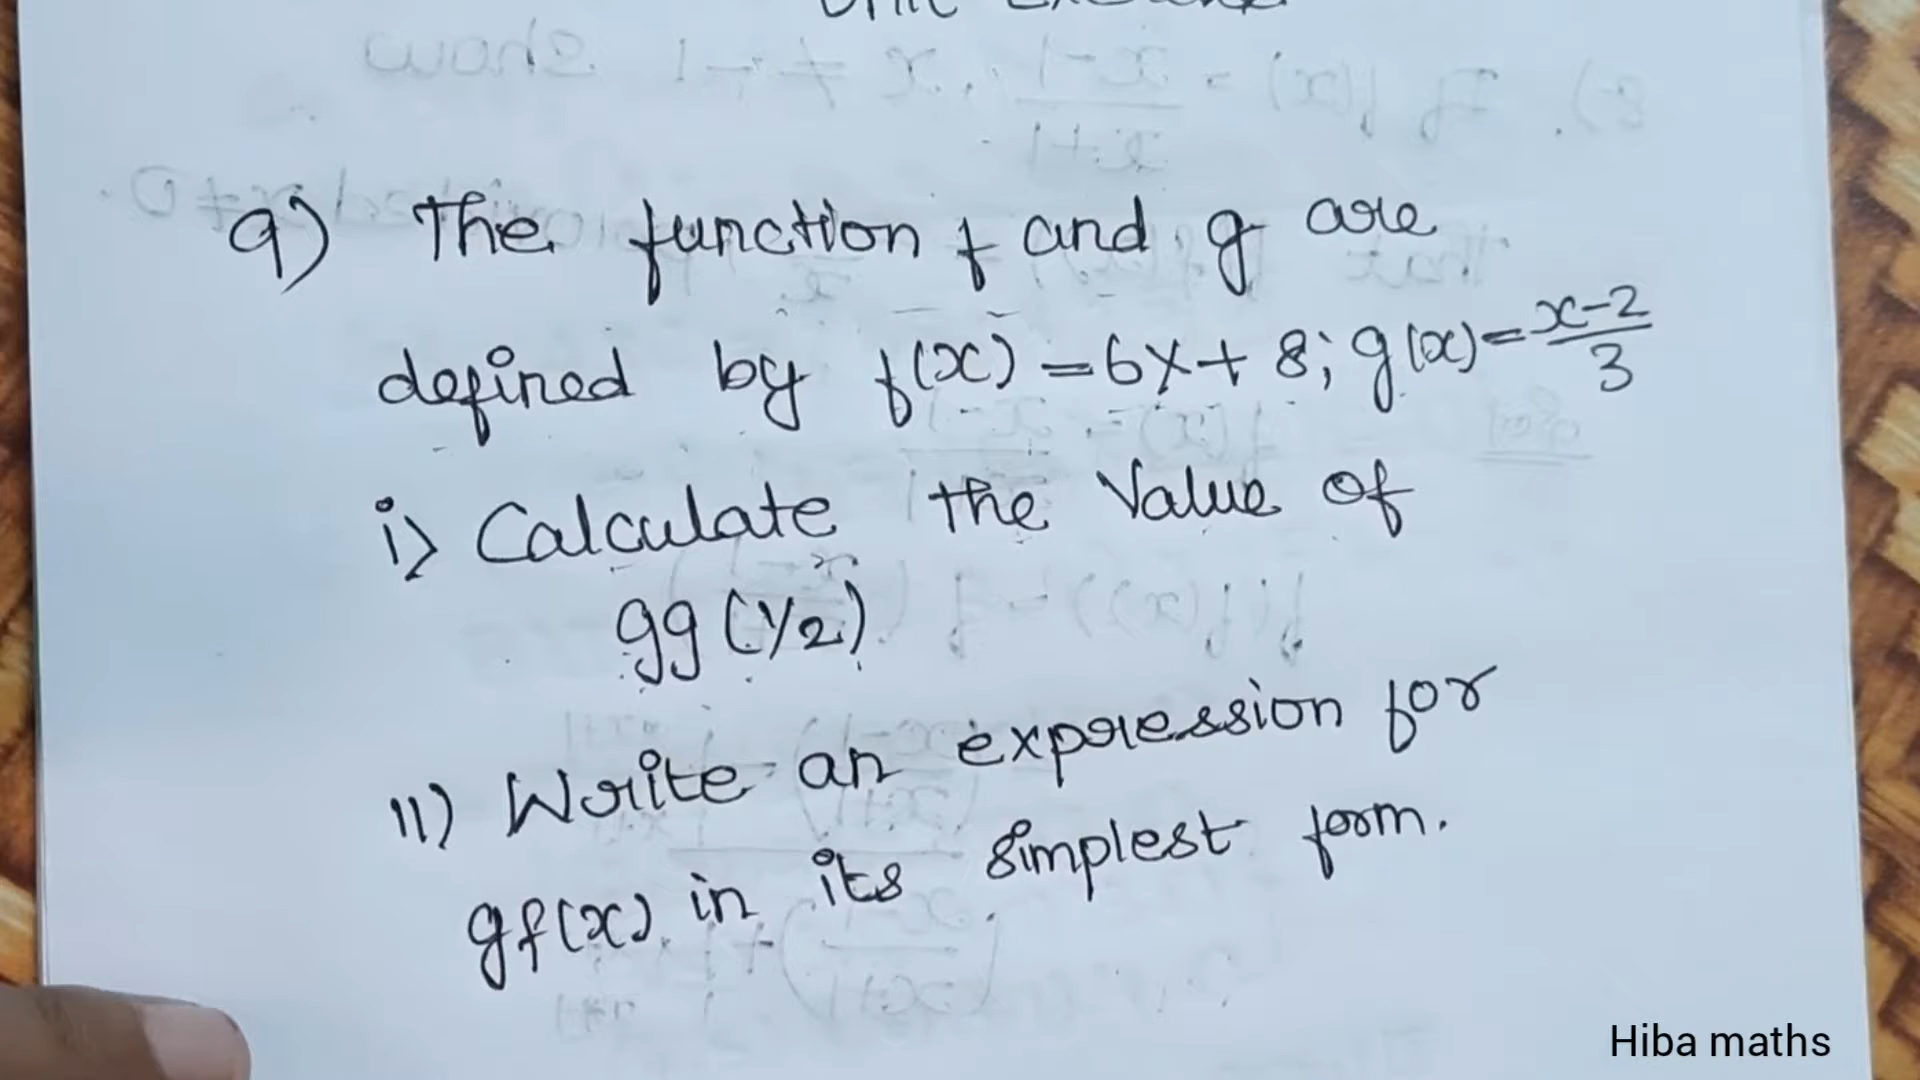 9) The function f and g are
defined by f(x) = 6x + 8; g(x) = x-2/3
i) Calculate the Value of
gg (1/2)
11) Write an expression for
gf(x) in its simplest form.
Hiba maths